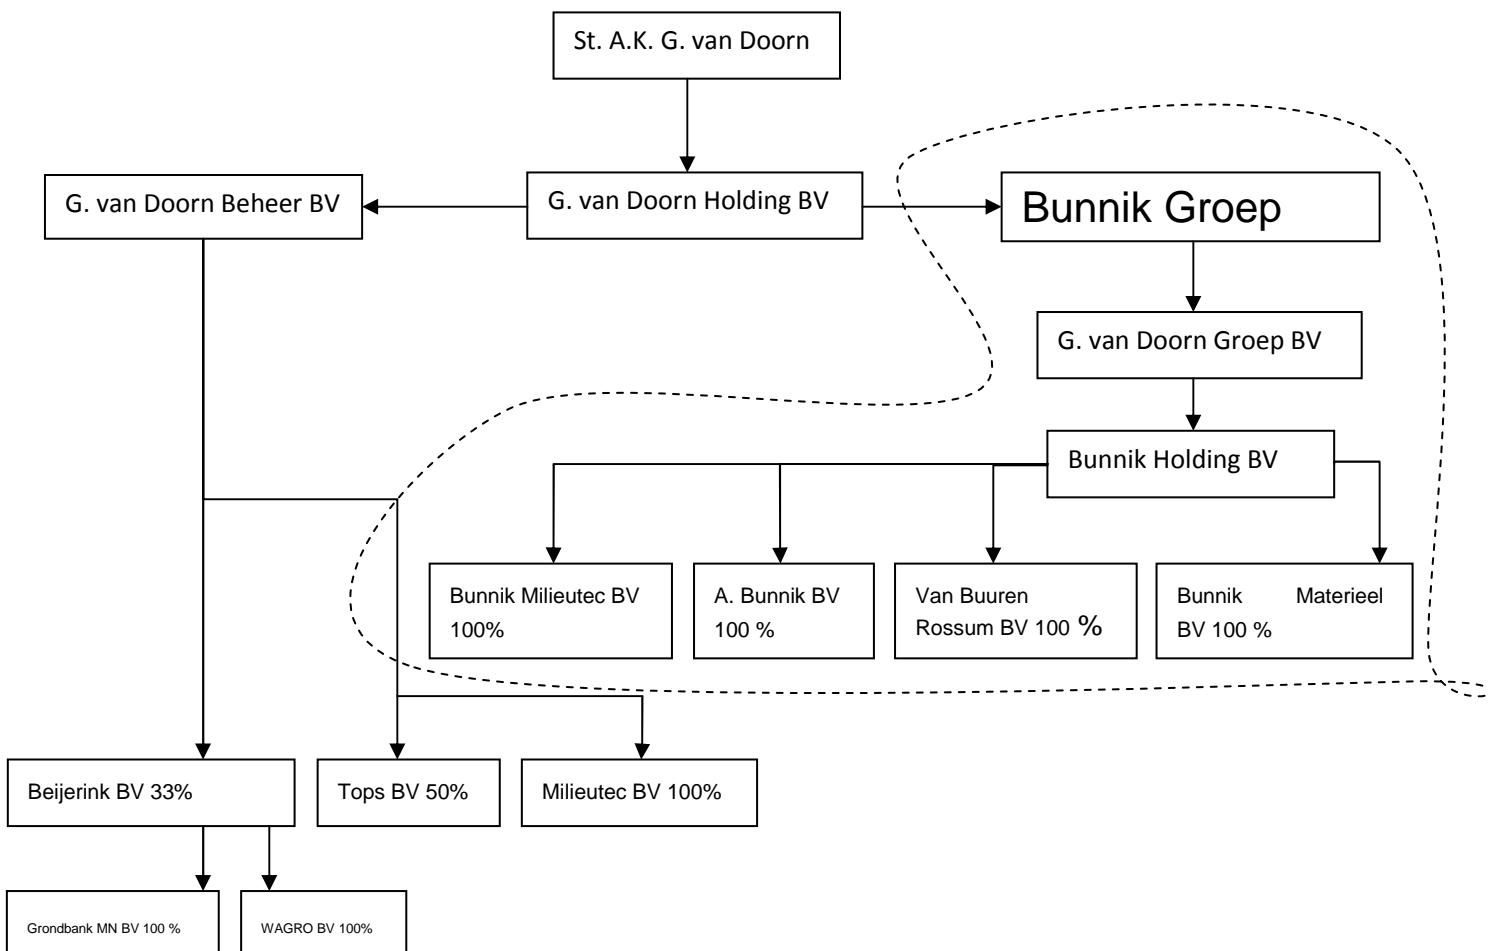 St. A.K. G. van Doorn
G. van Doorn Beheer BV
G. van Doorn Holding BV
Bunnik Groep
G. van Doorn Groep BV
Bunnik Holding BV
Bunnik Milieutec BV
100%
A. Bunnik BV
100 %
Van Buuren
Rossum BV 100 %
Bunnik Materieel
BV 100 %
Beijerink BV 33%
Tops BV 50%
Milieutec BV 100%
Grondbank MN BV 100 %
WAGRO BV 100%